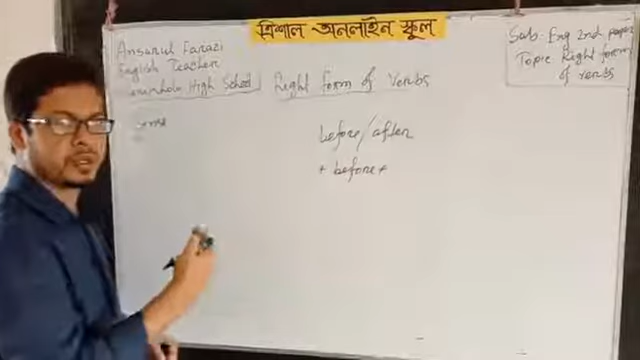 ত্রিশাল অনলাইন স্কুল
Ansarul Farazi
English Teacher
High School
Sub: Eng 2nd paper
Topic Right form
of verbs
Right form of Verbs
before/after
+ before +